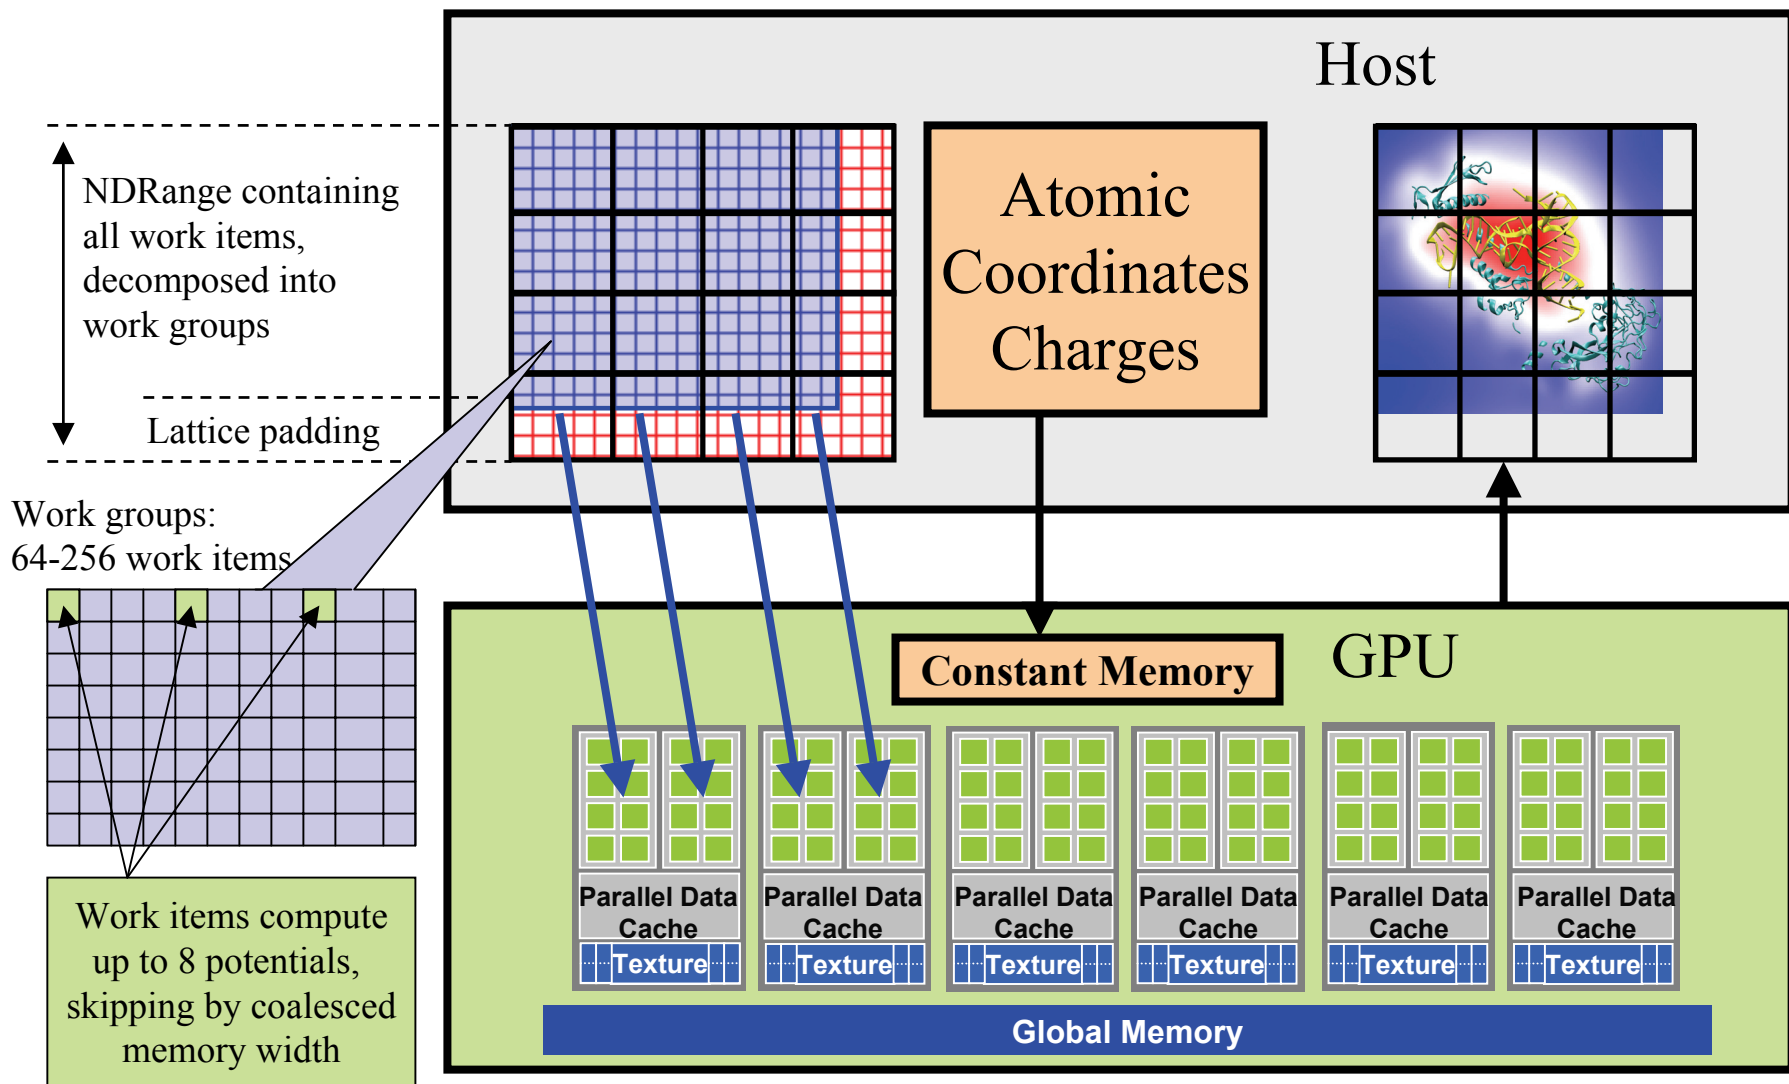 Host
NDRange containing
all work items,
decomposed into
work groups
Lattice padding
Atomic
Coordinates
Charges
Work groups:
64-256 work items
Work items compute
up to 8 potentials,
skipping by coalesced
memory width
GPU
Constant Memory
Parallel Data
Cache
Texture
Parallel Data
Cache
Texture
Parallel Data
Cache
Texture
Parallel Data
Cache
Texture
Parallel Data
Cache
Texture
Parallel Data
Cache
Texture
Global Memory